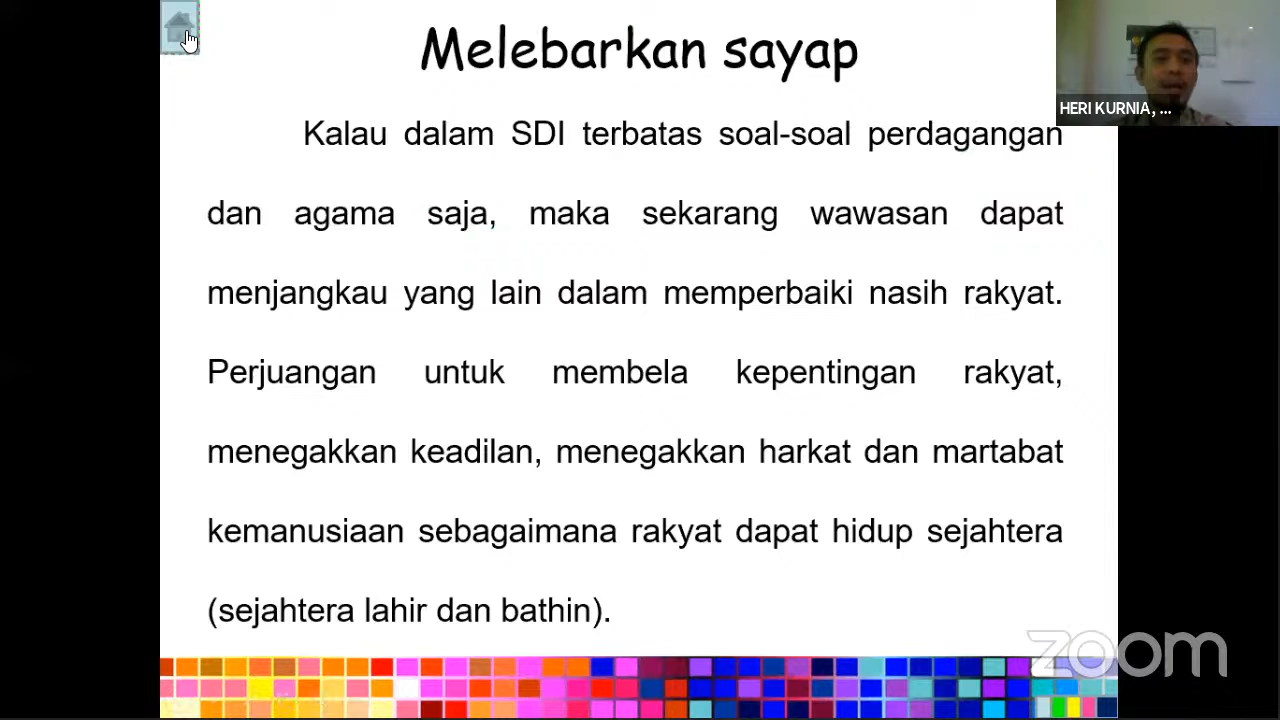 Melebarkan sayap
HERI KURNIA, ...
Kalau dalam SDI terbatas soal-soal perdagangan
dan agama saja, maka sekarang wawasan dapat
menjangkau yang lain dalam memperbaiki nasih rakyat.
Perjuangan untuk membela kepentingan rakyat,
menegakkan keadilan, menegakkan harkat dan martabat
kemanusiaan sebagaimana rakyat dapat hidup sejahtera
(sejahtera lahir dan bathin).
zoom